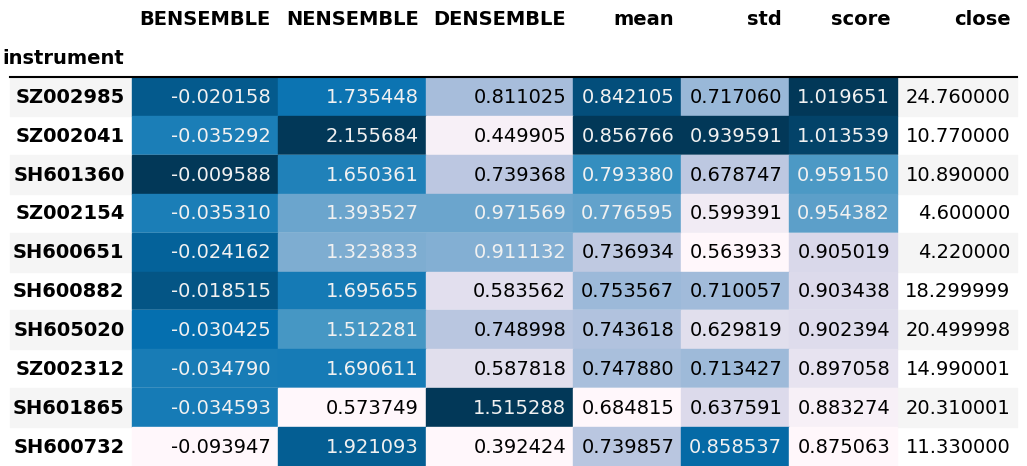 BENSEMBLE NENSEMBLE DENSEMBLE mean std score close
instrument
SZ002985 -0.020158 1.735448 0.811025 0.842105 0.717060 1.019651 24.760000
SZ002041 -0.035292 2.155684 0.449905 0.856766 0.939591 1.013539 10.770000
SH601360 -0.009588 1.650361 0.739368 0.793380 0.678747 0.959150 10.890000
SZ002154 -0.035310 1.393527 0.971569 0.776595 0.599391 0.954382 4.600000
SH600651 -0.024162 1.323833 0.911132 0.736934 0.563933 0.905019 4.220000
SH600882 -0.018515 1.695655 0.583562 0.753567 0.710057 0.903438 18.299999
SH605020 -0.030425 1.512281 0.748998 0.743618 0.629819 0.902394 20.499998
SZ002312 -0.034790 1.690611 0.587818 0.747880 0.713427 0.897058 14.990001
SH601865 -0.034593 0.573749 1.515288 0.684815 0.637591 0.883274 20.310001
SH600732 -0.093947 1.921093 0.392424 0.739857 0.858537 0.875063 11.330000